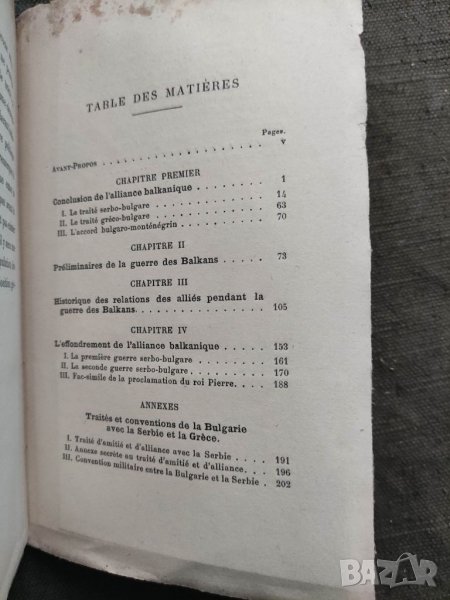 TABLE DES MATIÈRES
Pages.
AVANT-PROPOS . . . . . . . . . . . . v
CHAPITRE PREMIER
Conclusion de l'alliance balkanique . . . . . . 1
I. Le traité serbo-bulgare . . . . . . . . 14
II. Le traité gréco-bulgare . . . . . . . . 63
III. L'accord bulgaro-monténégrin . . . . . . 70
CHAPITRE II
Préliminaires de la guerre des Balkans . . . . 73
CHAPITRE III
Historique des relations des alliés pendant la
guerre des Balkans. . . . . . . . . . 105
CHAPITRE IV
L'effondrement de l'alliance balkanique . . . . 153
I. La première guerre serbo-bulgare . . . . . 161
II. La seconde guerre serbo-bulgare . . . . . 170
III. Fac-simile de la proclamation du roi Pierre. . . 188
ANNEXES
Traités et conventions de la Bulgarie
avec la Serbie et la Grèce.
I. Traité d'amitié et d'alliance avec la Serbie . . . 191
II. Annexe secrète au traité d'amitié et d'alliance. . . 196
III. Convention militaire entre la Bulgarie et la Serbie . 202
BAZAR
bg